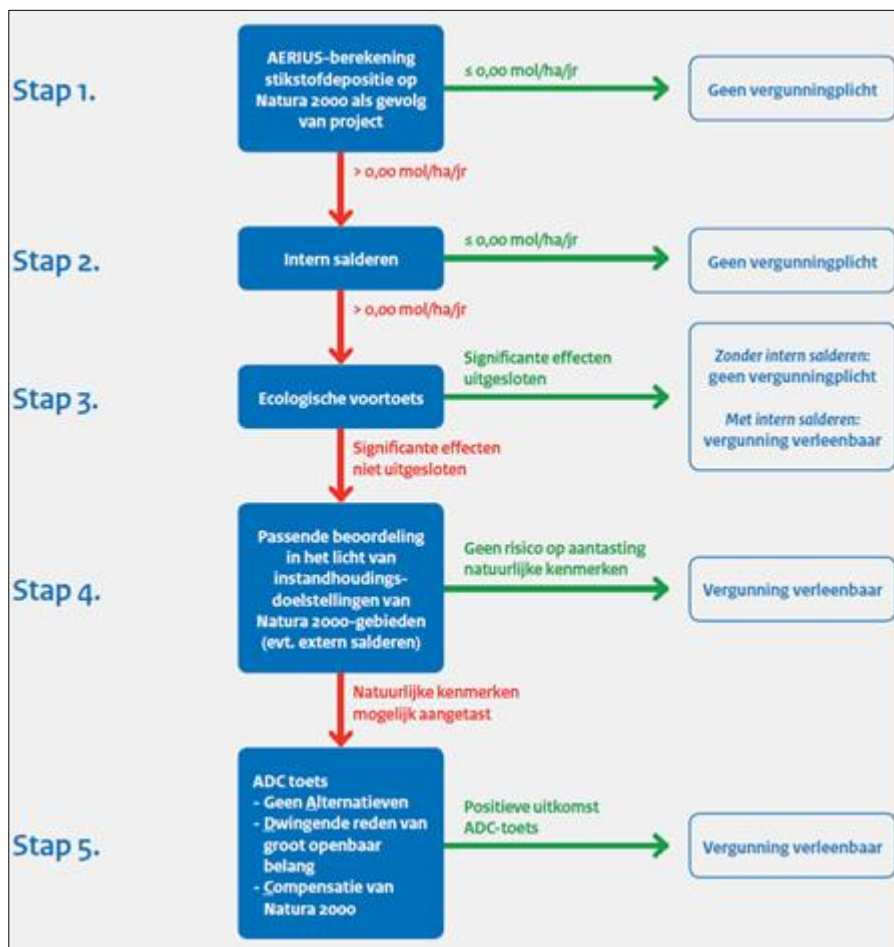 Stap 1.
AERIUS-berekening
stikstofdepositie op
Natura 2000 als gevolg
van project
≤ 0,00 mol/ha/jr
Geen vergunningplicht
> 0,00 mol/ha/jr
Stap 2.
Intern salderen
≤ 0,00 mol/ha/jr
Geen vergunningplicht
> 0,00 mol/ha/jr
Stap 3.
Ecologische voortoets
Significante effecten
uitgesloten
Zonder intern salderen:
geen vergunningplicht
Met intern salderen:
vergunning verleenbaar
Significante effecten
niet uitgesloten
Stap 4.
Passende beoordeling
in het licht van
instandhoudings-
doelstellingen van
Natura 2000-gebieden
(evt. extern salderen)
Geen risico op aantasting
natuurlijke kenmerken
Vergunning verleenbaar
Natuurlijke kenmerken
mogelijk aangetast
Stap 5.
ADC toets
- Geen Alternatieven
- Dwingende reden van
groot openbaar
belang
- Compensatie van
Natura 2000
Positieve uitkomst
ADC-toets
Vergunning verleenbaar